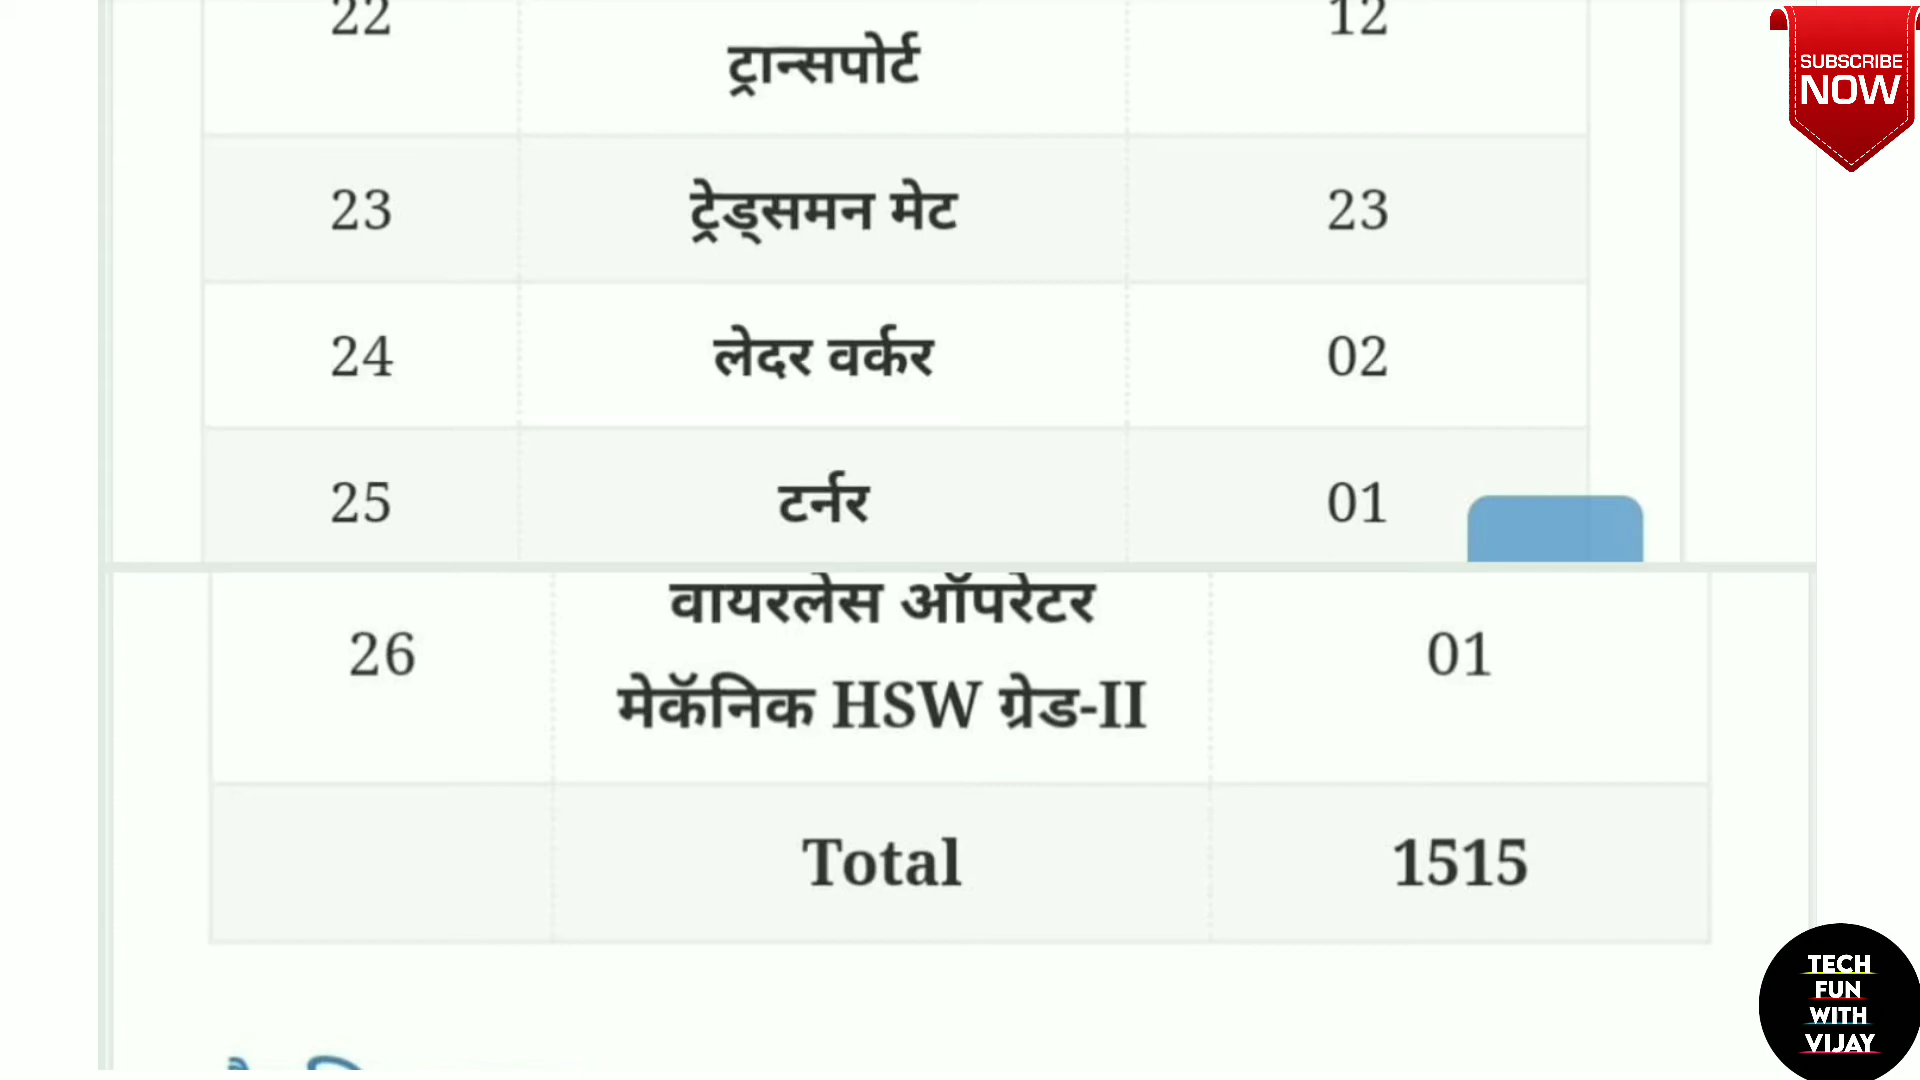 22 12
ट्रान्सपोर्ट
SUBSCRIBE
NOW
23 ट्रेड्समन मेट 23
24 लेदर वर्कर 02
25 टर्नर 01
वायरलेस ऑपरेटर
26 01
मेकॅनिक HSW ग्रेड-II
Total 1515
TECH
FUN
WITH
VIJAY